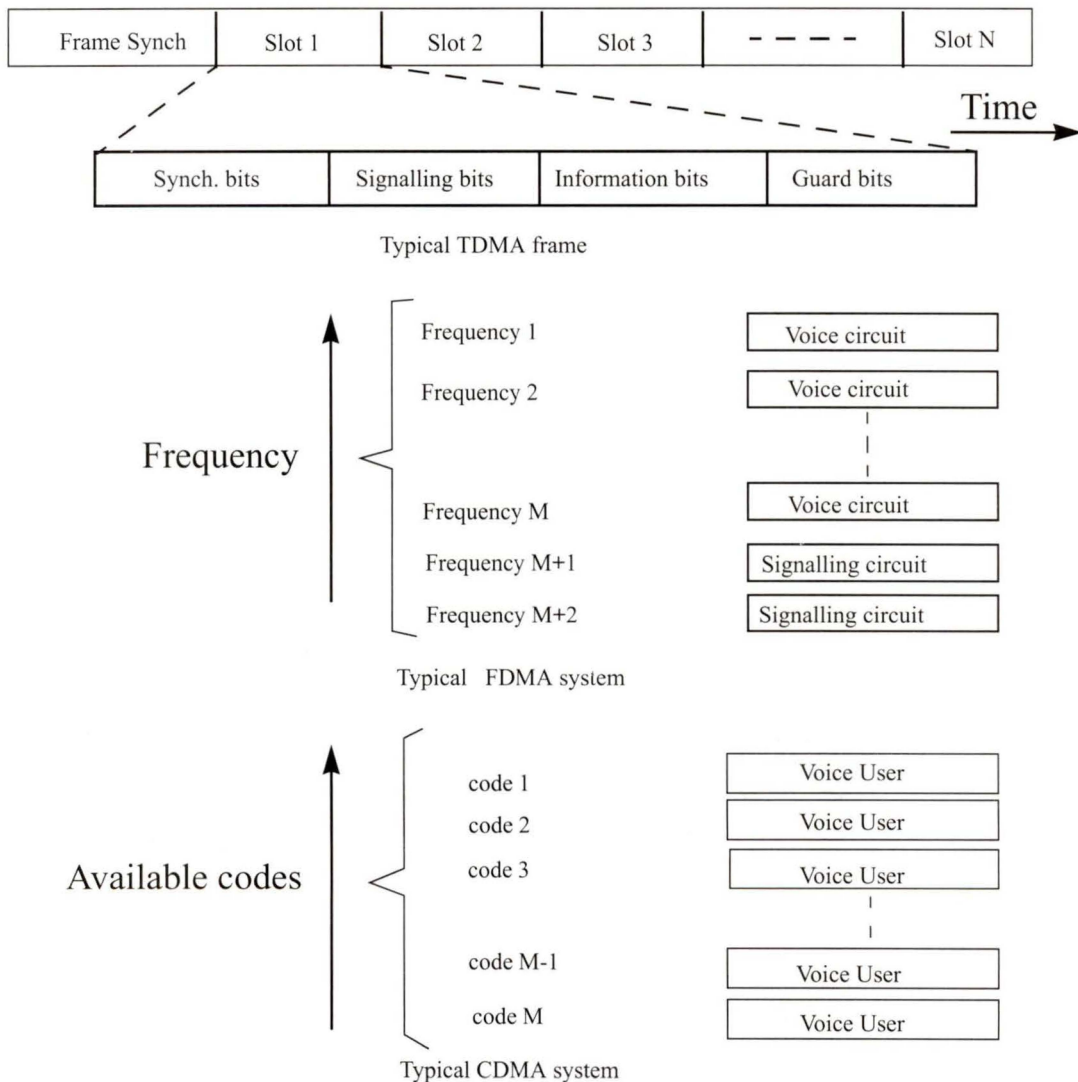 Frame Synch Slot 1 Slot 2 Slot 3 Slot N
Time
Synch. bits Signalling bits Information bits Guard bits
Typical TDMA frame
Frequency 1 Voice circuit
Frequency 2 Voice circuit
Frequency
Frequency M Voice circuit
Frequency M+1 Signalling circuit
Frequency M+2 Signalling circuit
Typical FDMA system
code 1 Voice User
code 2 Voice User
Available codes code 3 Voice User
code M-1 Voice User
code M Voice User
Typical CDMA system